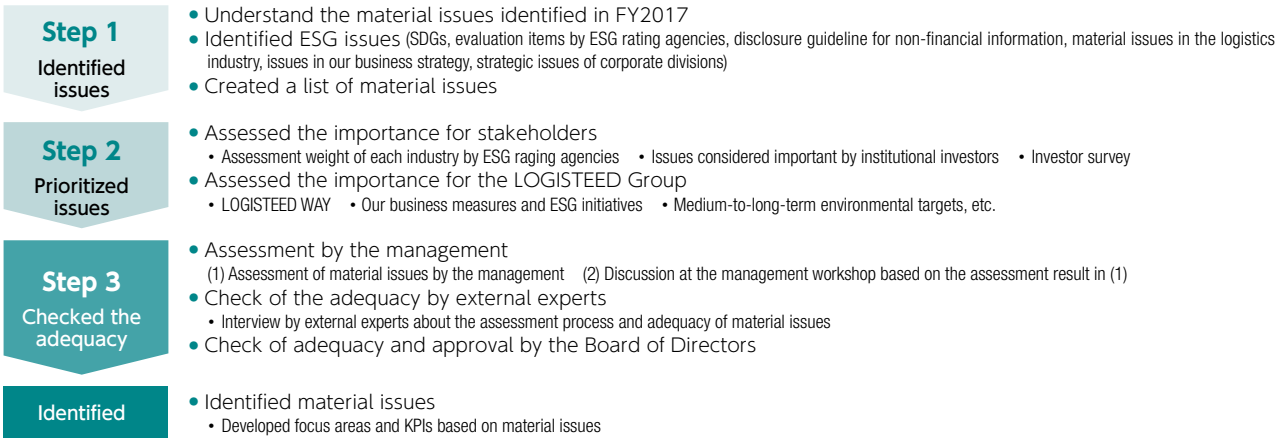 Step 1
Identified
issues
• Understand the material issues identified in FY2017
• Identified ESG issues (SDGs, evaluation items by ESG rating agencies, disclosure guideline for non-financial information, material issues in the logistics
industry, issues in our business strategy, strategic issues of corporate divisions)
• Created a list of material issues
Step 2
Prioritized
issues
• Assessed the importance for stakeholders
• Assessment weight of each industry by ESG raging agencies • Issues considered important by institutional investors • Investor survey
• Assessed the importance for the LOGISTEED Group
• LOGISTEED WAY • Our business measures and ESG initiatives • Medium-to-long-term environmental targets, etc.
Step 3
Checked the
adequacy
• Assessment by the management
(1) Assessment of material issues by the management (2) Discussion at the management workshop based on the assessment result in (1)
• Check of the adequacy by external experts
• Interview by external experts about the assessment process and adequacy of material issues
• Check of adequacy and approval by the Board of Directors
Identified
• Identified material issues
• Developed focus areas and KPIs based on material issues